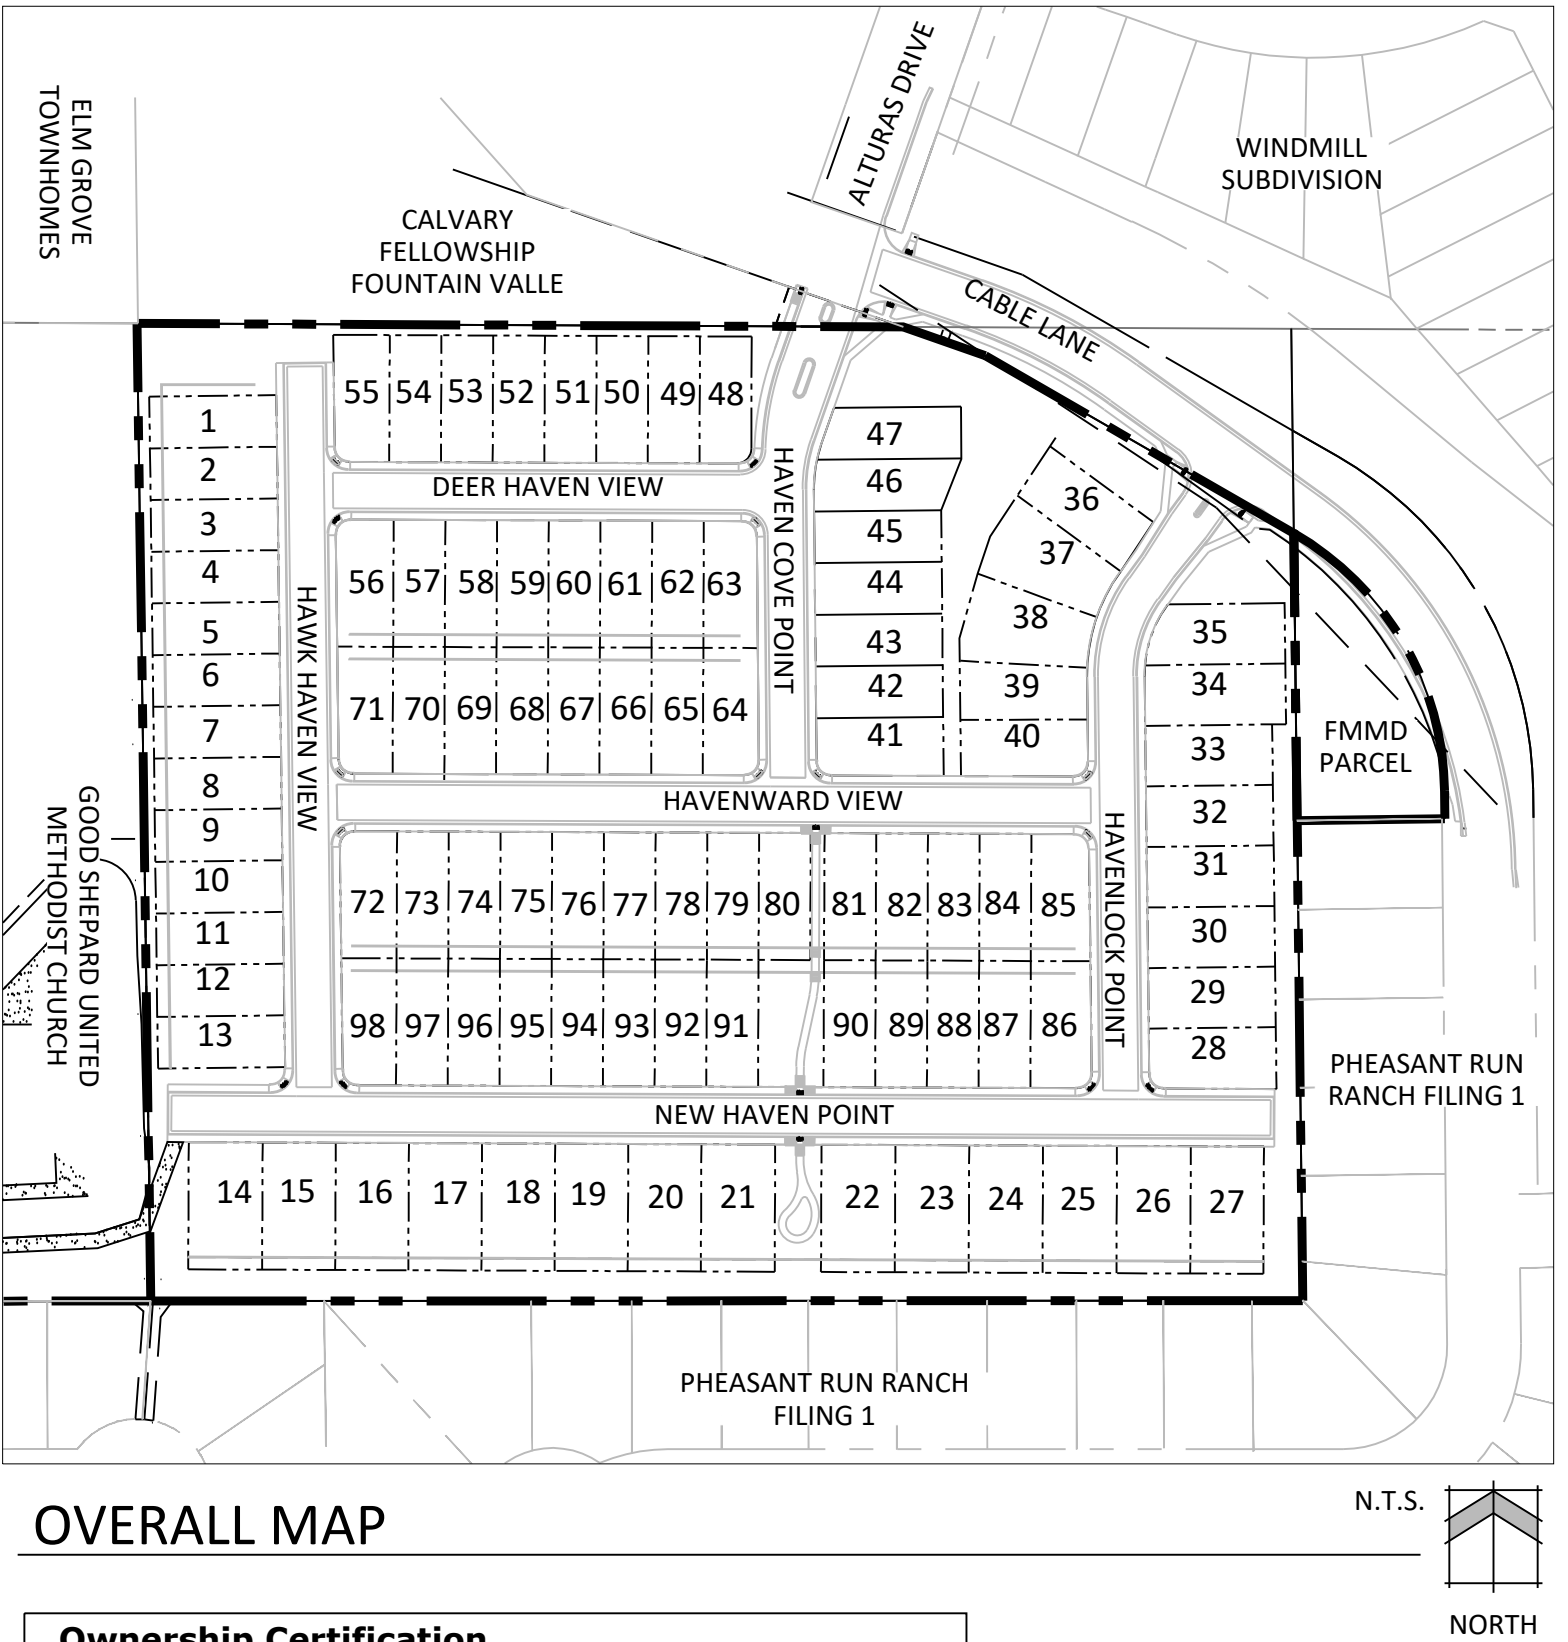 ELM GROVE
TOWNHOMES
CALVARY
FELLOWSHIP
FOUNTAIN VALLE
ALTURAS DRIVE
WINDMILL
SUBDIVISION
CABLE LANE
55 54 53 52 51 50 49 48
1
2
3
4
5
6
7
8
9
10
11
12
13
HAWK HAVEN VIEW
DEER HAVEN VIEW
HAVEN COVE POINT
47
46
45
44
43
42
41
36
37
38
39
40
56 57 58 59 60 61 62 63
71 70 69 68 67 66 65 64
35
34
33
32
31
30
29
28
FMMD
PARCEL
HAVENWARD VIEW
HAVENLOCK POINT
GOOD SHEPARD UNITED
METHODIST CHURCH
72 73 74 75 76 77 78 79 80 81 82 83 84 85
98 97 96 95 94 93 92 91 90 89 88 87 86
PHEASANT RUN
RANCH FILING 1
NEW HAVEN POINT
14 15 16 17 18 19 20 21 22 23 24 25 26 27
PHEASANT RUN RANCH
FILING 1
OVERALL MAP
N.T.S.
NORTH
Ownership Certification